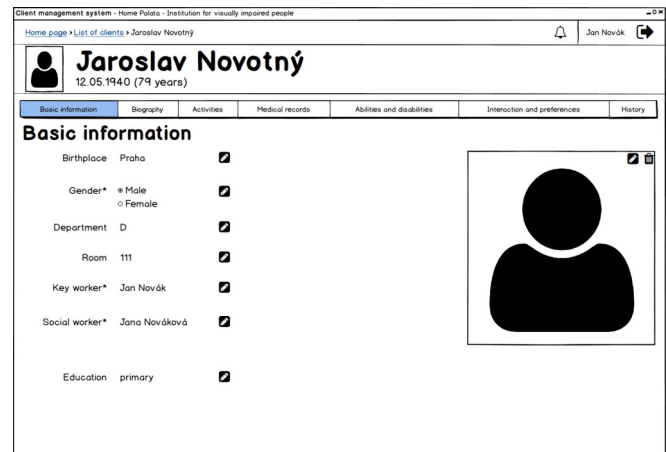 Client management system - Home Palata - Institution for visually impaired people
Home page › List of clients › Jaroslav Novotný
Jan Novák
Jaroslav Novotný
12.05.1940 (79 years)
Basic information Biography Activities Medical records Abilities and disabilities Interaction and preferences History
Basic information
Birthplace Praha
Gender* Male
Female
Department D
Room 111
Key worker* Jan Novák
Social worker* Jana Nováková
Education primary